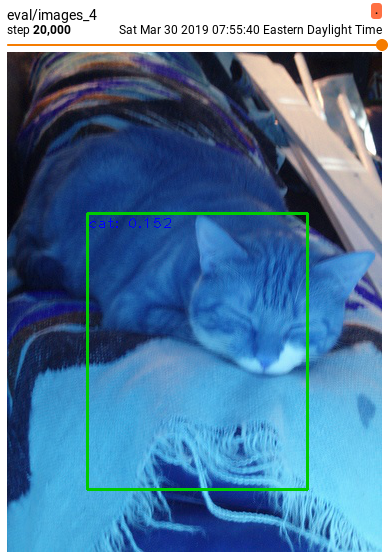 eval/images_4
step 20,000 Sat Mar 30 2019 07:55:40 Eastern Daylight Time
cat: 0.152